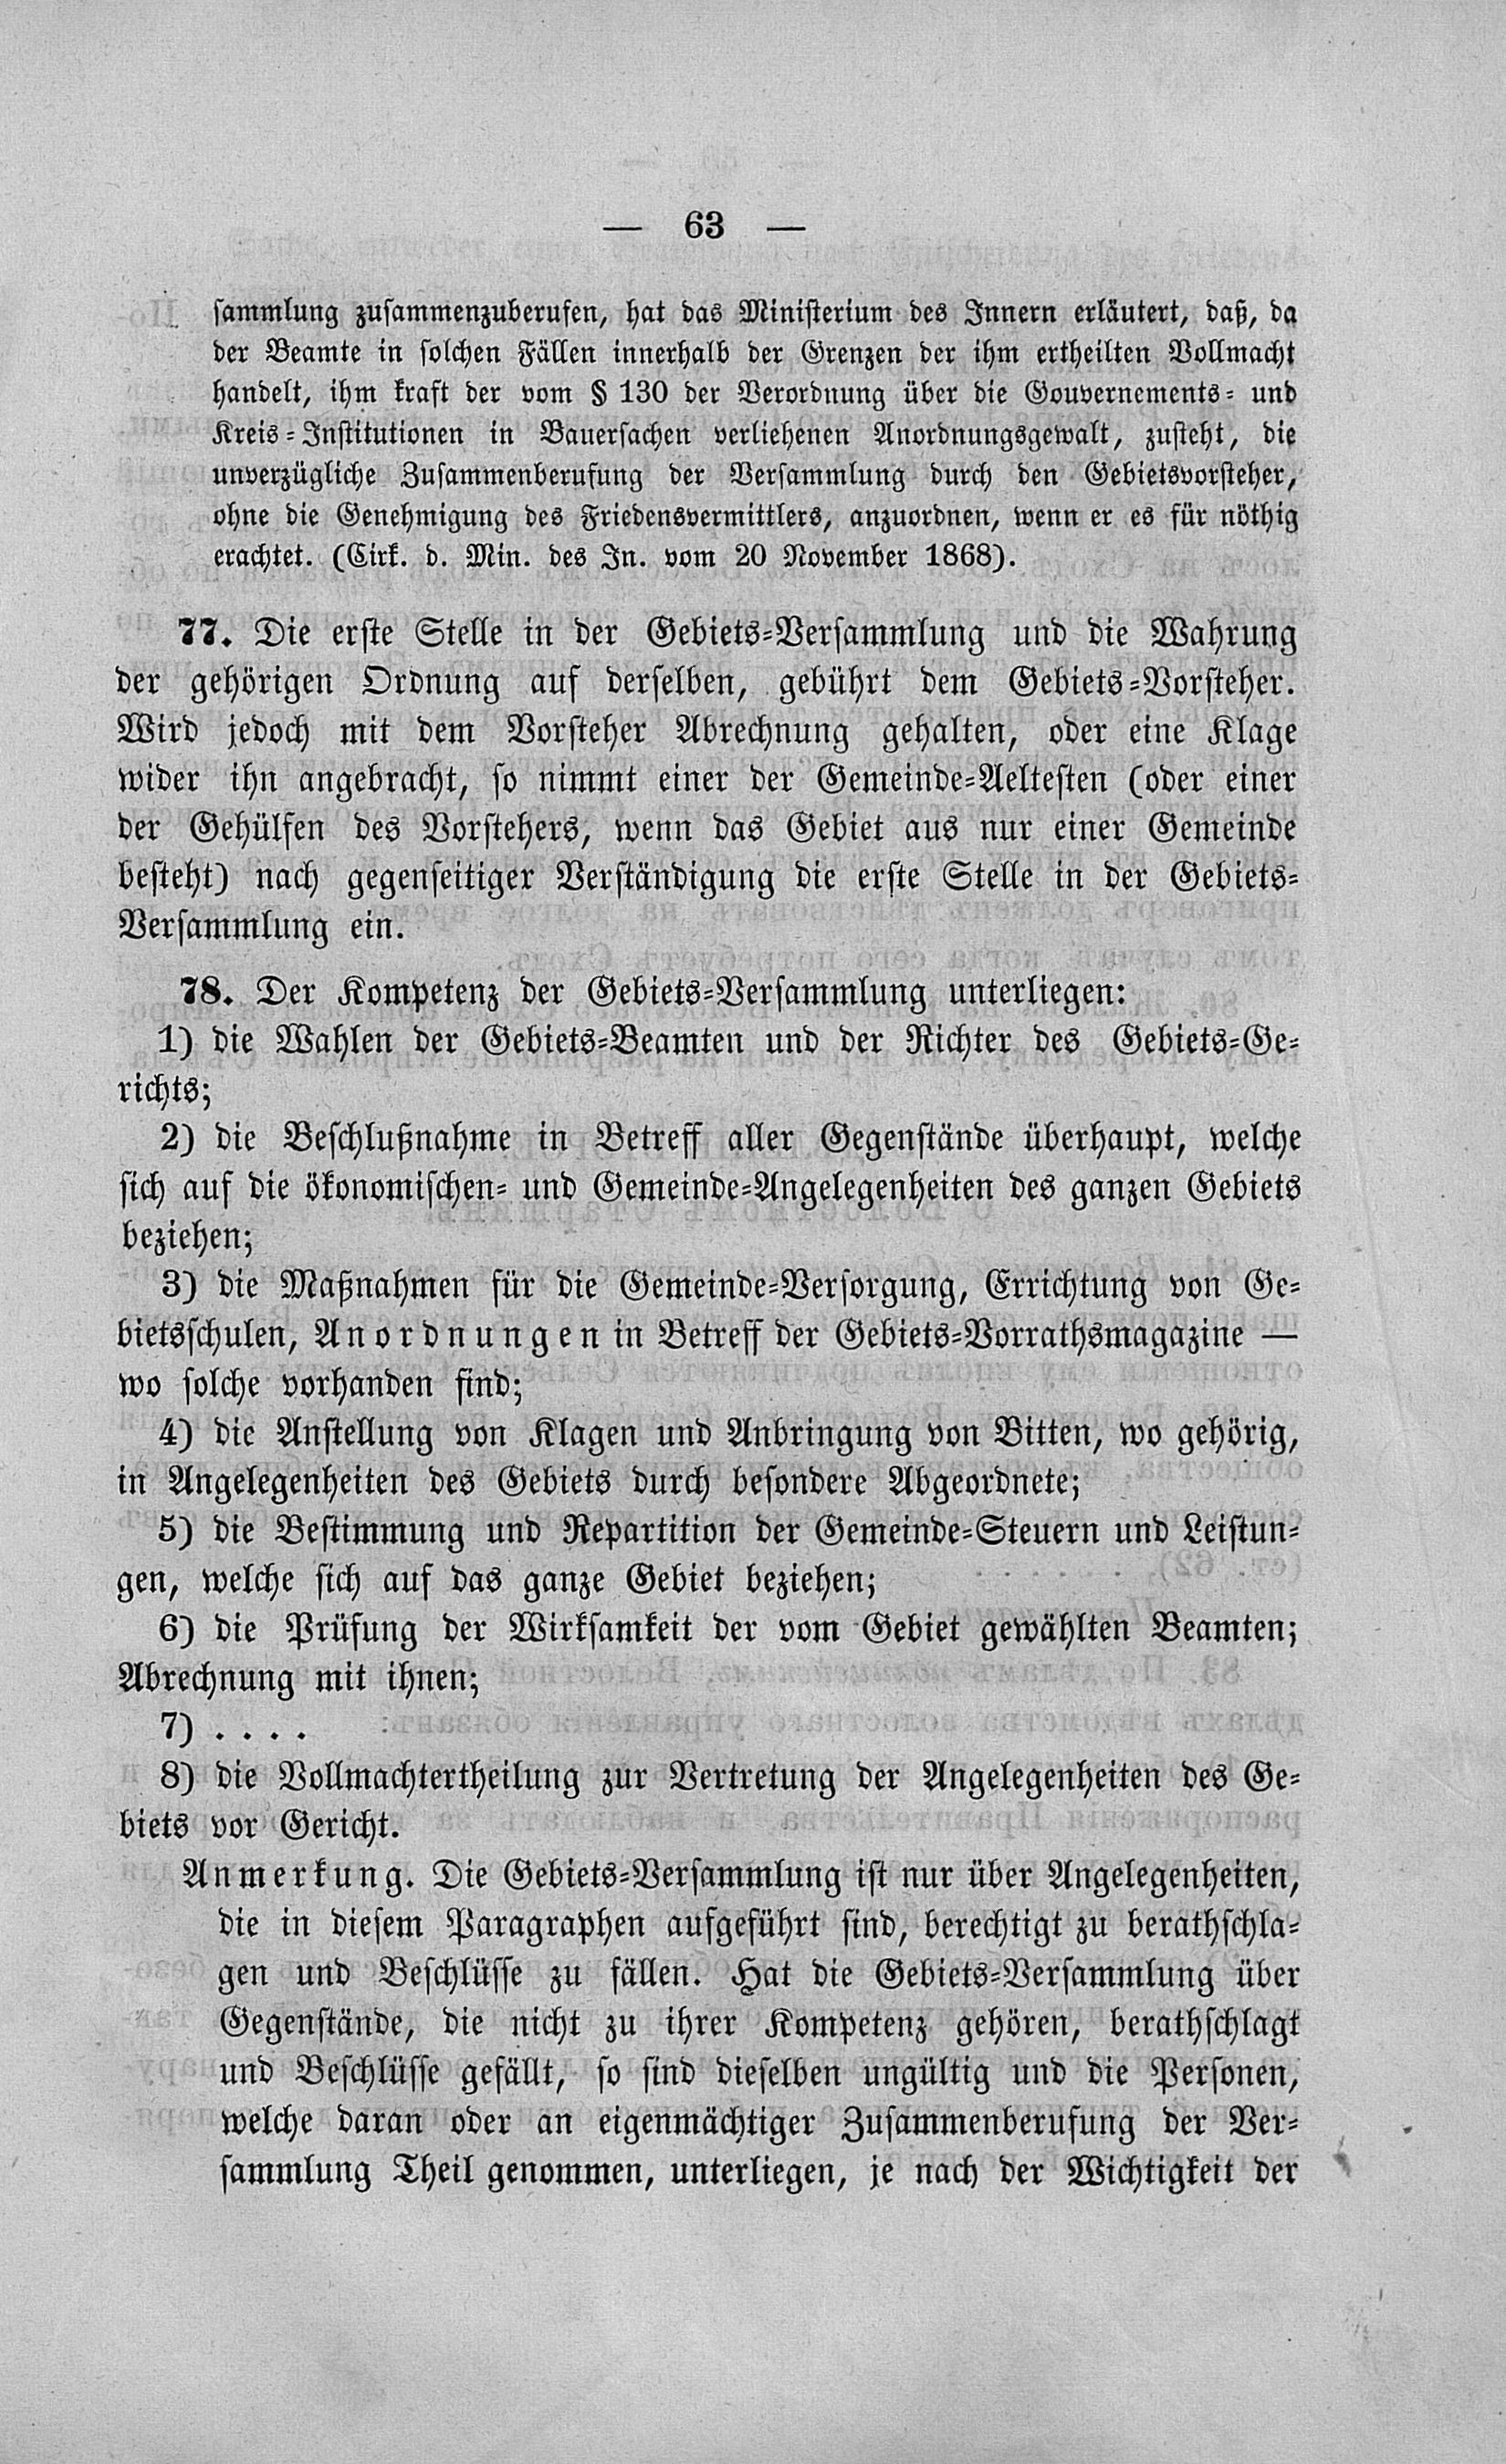 — 63 —
sammlung zusammenzuberufen, hat das Ministerium des Innern erläutert, daß, da
der Beamte in solchen Fällen innerhalb der Grenzen der ihm ertheilten Vollmacht
handelt, ihm kraft der vom § 130 der Verordnung über die Gouvernements- und
Kreis-Institutionen in Bauersachen verliehenen Anordnungsgewalt, zusteht, die
unverzügliche Zusammenberufung der Versammlung durch den Gebietsvorsteher,
ohne die Genehmigung des Friedensvermittlers, anzuordnen, wenn er es für nöthig
erachtet. (Cirk. d. Min. des In. vom 20 November 1868).
77. Die erste Stelle in der Gebiets-Versammlung und die Wahrung
der gehörigen Ordnung auf derselben, gebührt dem Gebiets-Vorsteher.
Wird jedoch mit dem Vorsteher Abrechnung gehalten, oder eine Klage
wider ihn angebracht, so nimmt einer der Gemeinde-Aeltesten (oder einer
der Gehülfen des Vorstehers, wenn das Gebiet aus nur einer Gemeinde
besteht) nach gegenseitiger Verständigung die erste Stelle in der Gebiets-
Versammlung ein.
78. Der Kompetenz der Gebiets-Versammlung unterliegen:
1) die Wahlen der Gebiets-Beamten und der Richter des Gebiets-Ge-
richts;
2) die Beschlußnahme in Betreff aller Gegenstände überhaupt, welche
sich auf die ökonomischen- und Gemeinde-Angelegenheiten des ganzen Gebiets
beziehen;
3) die Maßnahmen für die Gemeinde-Versorgung, Errichtung von Ge-
bietsschulen, Anordnungen in Betreff der Gebiets-Vorrathsmagazine —
wo solche vorhanden sind;
4) die Anstellung von Klagen und Anbringung von Bitten, wo gehörig,
in Angelegenheiten des Gebiets durch besondere Abgeordnete;
5) die Bestimmung und Repartition der Gemeinde-Steuern und Leistun-
gen, welche sich auf das ganze Gebiet beziehen;
6) die Prüfung der Wirksamkeit der vom Gebiet gewählten Beamten;
Abrechnung mit ihnen;
7) . . . .
8) die Vollmachtertheilung zur Vertretung der Angelegenheiten des Ge-
biets vor Gericht.
Anmerkung. Die Gebiets-Versammlung ist nur über Angelegenheiten,
die in diesem Paragraphen aufgeführt sind, berechtigt zu berathschla-
gen und Beschlüsse zu fällen. Hat die Gebiets-Versammlung über
Gegenstände, die nicht zu ihrer Kompetenz gehören, berathschlagt
und Beschlüsse gefällt, so sind dieselben ungültig und die Personen,
welche daran oder an eigenmächtiger Zusammenberufung der Ver-
sammlung Theil genommen, unterliegen, je nach der Wichtigkeit der